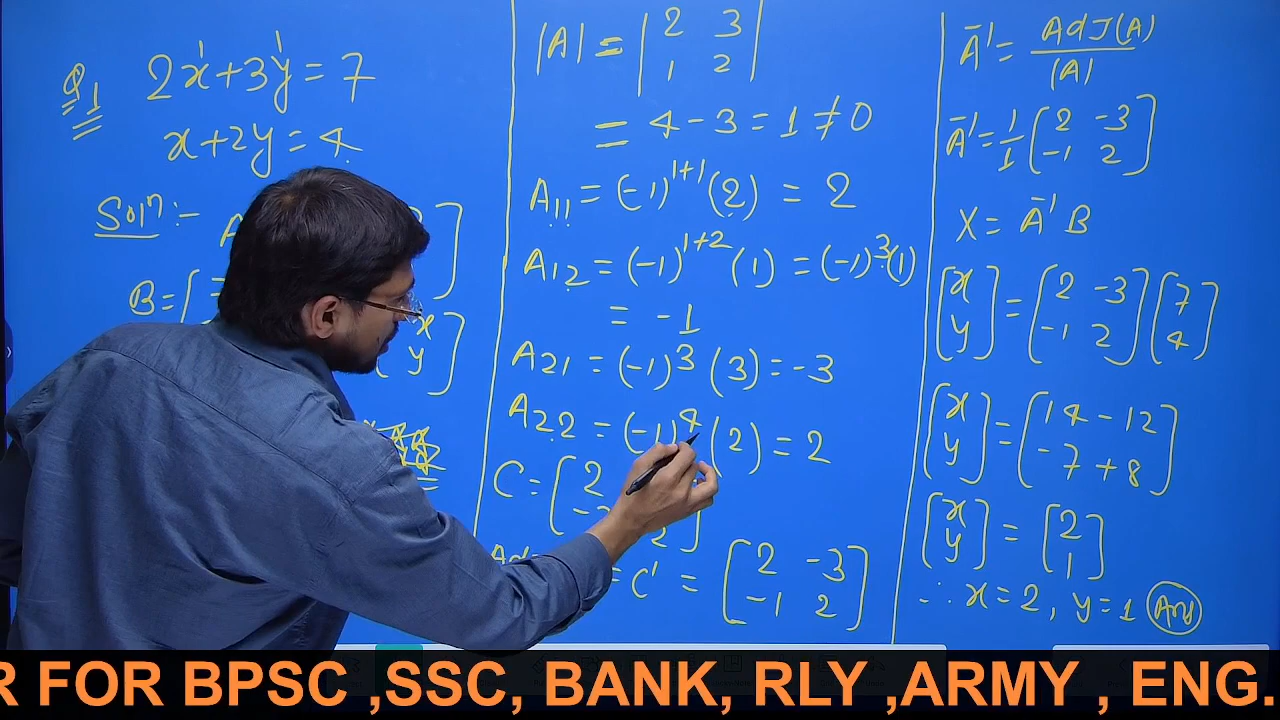 Q1 2x+3y=7
x+2y=4
Solⁿ:- A
B=[
x
y]
|A| = |2 3|
|1 2|
= 4-3=1≠0
A11=(-1)^1+1(2) = 2
A12=(-1)^1+2(1)=(-1)^3(1)
= -1
A21=(-1)^3(3)=-3
A22=(-1)^4(2)=2
C=[2
2]
= C' = [2 -3]
[-1 2]
A^-1= AdJ(A)
|A|
A^-1=1/1[2 -3]
[-1 2]
X= A^-1 B
[x]=[2 -3][7]
[y] [-1 2][4]
[x]=[14-12]
[y] [-7+8]
[x]=[2]
[y] [1]
∴ x=2, y=1 Ans
R FOR BPSC ,SSC, BANK, RLY ,ARMY , ENG.